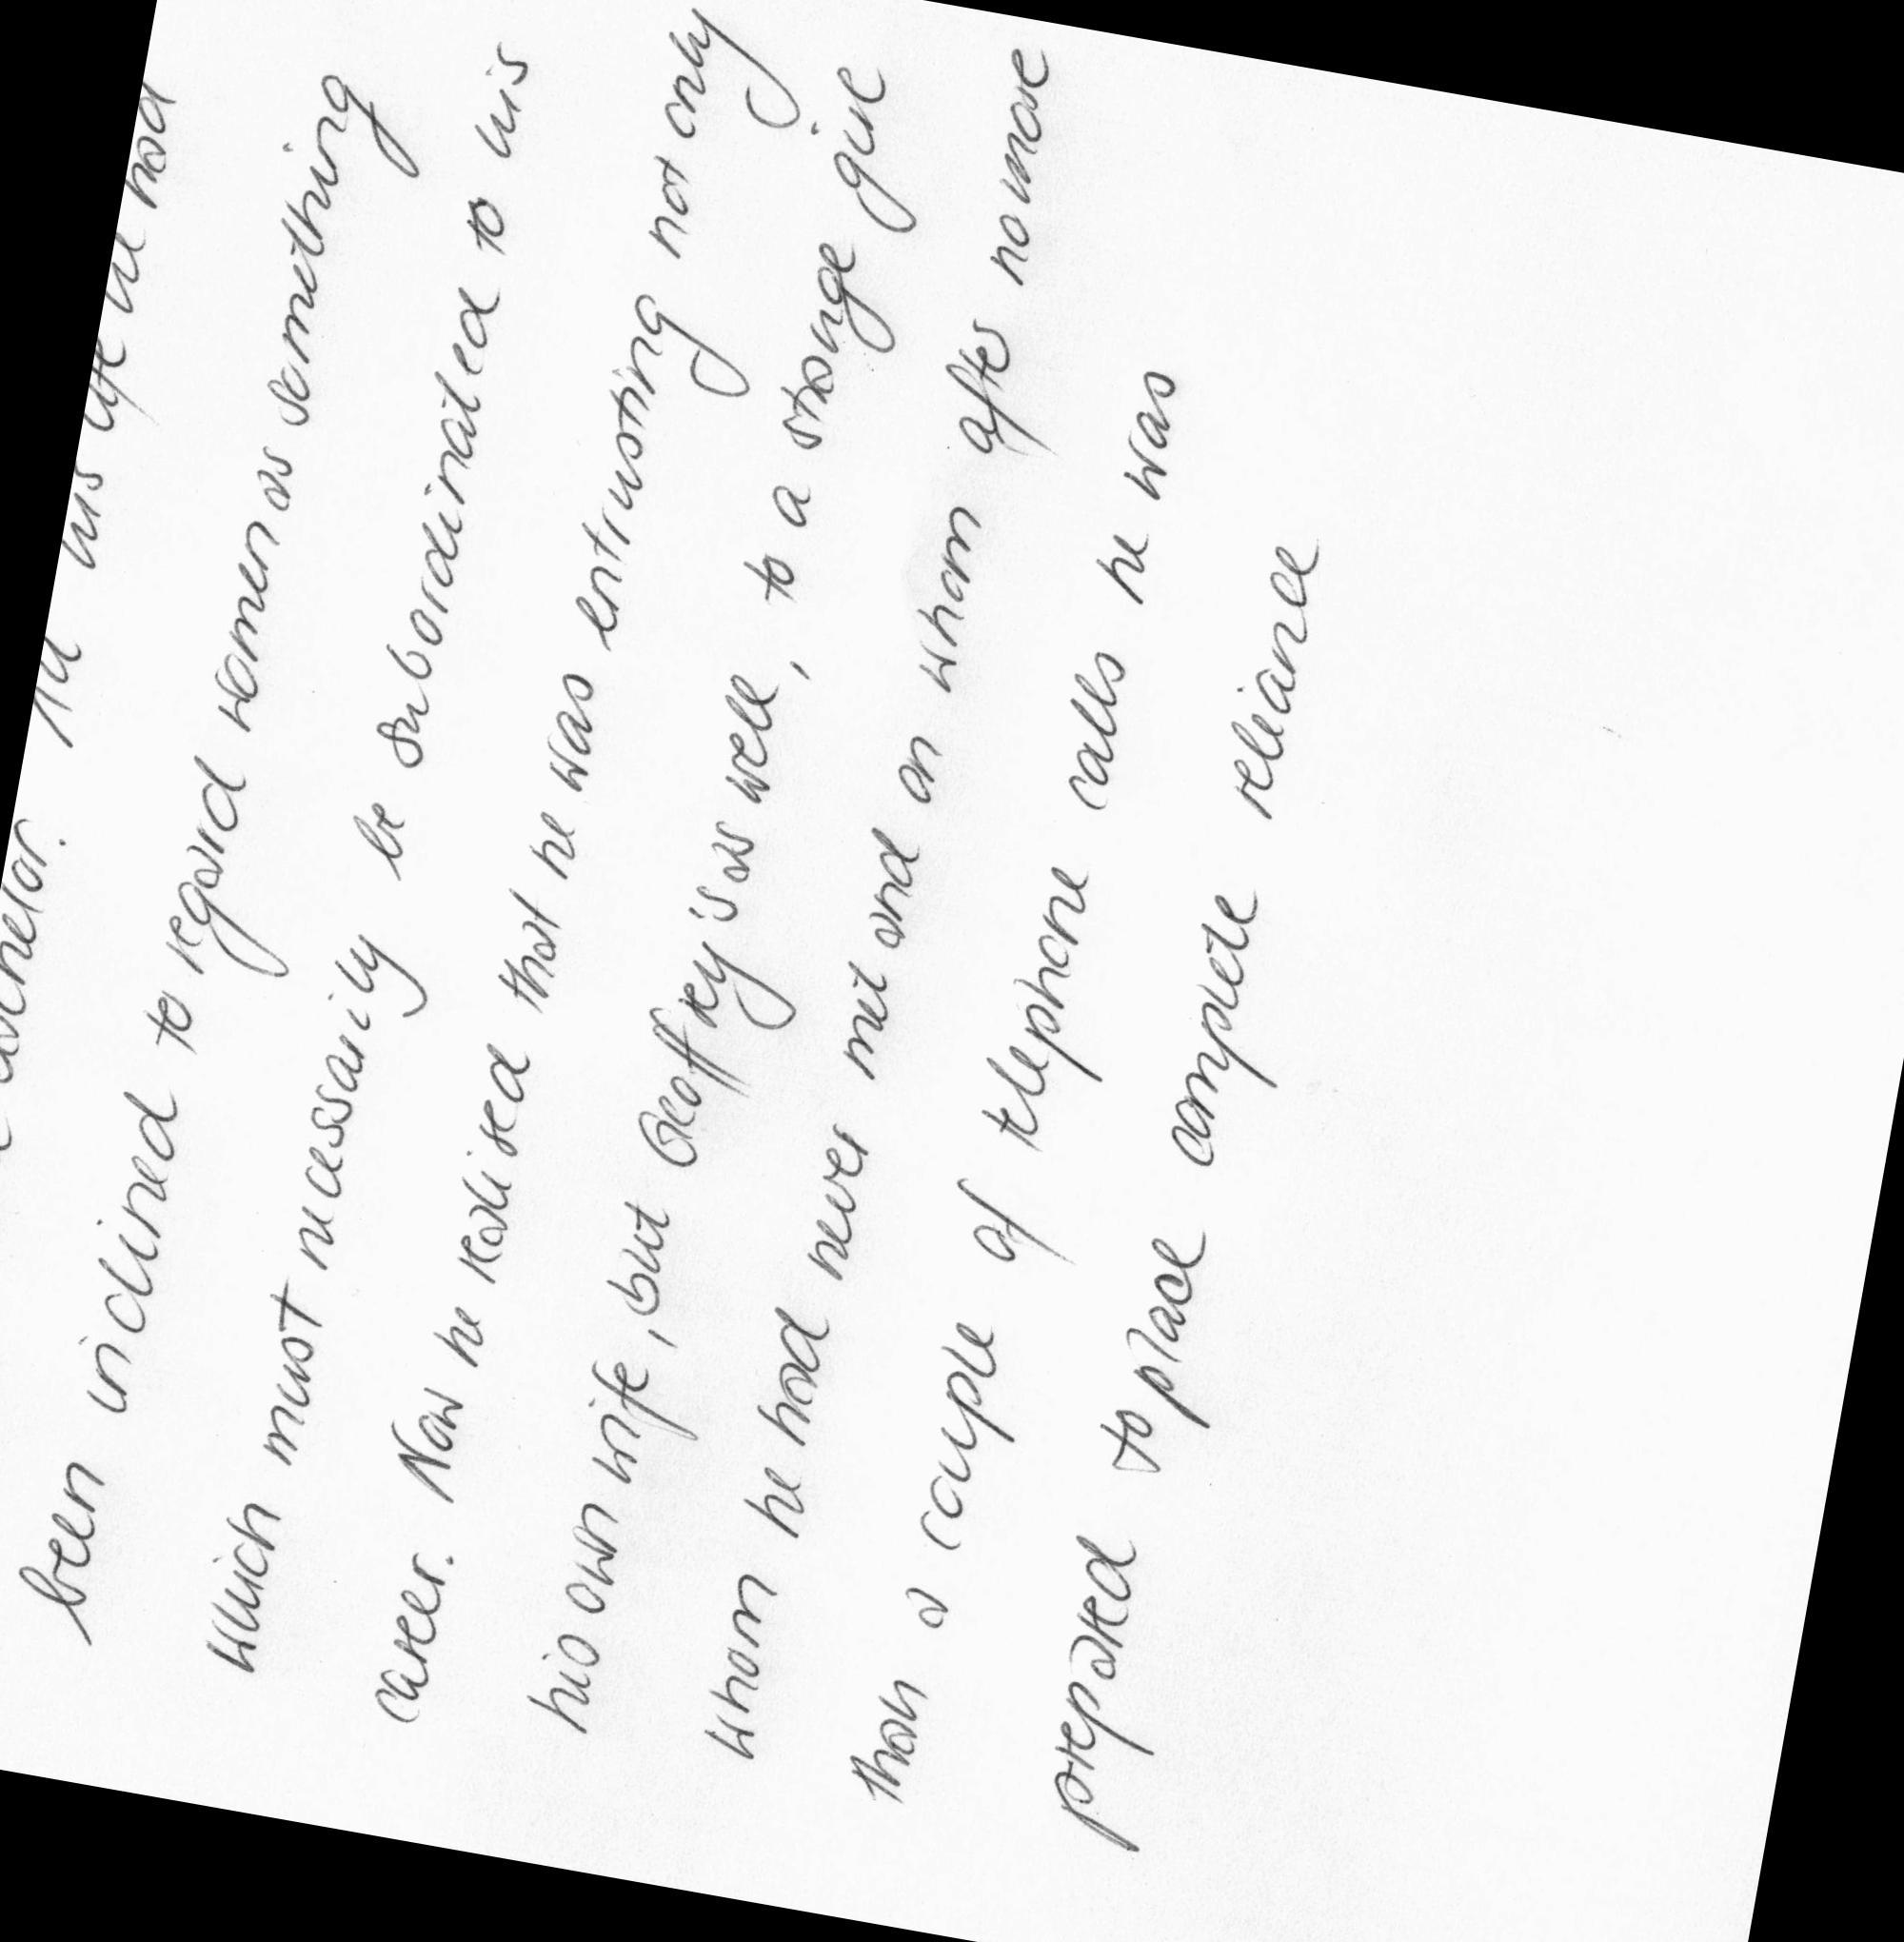 bachelor. All his life he had
been inclined to regard women as something
which must necessarily be subordinated to his
career. Now he realised that he was entrusting not only
his own wife, but Geoffrey's as well, to a strange girl
whom he had never met and on whom after no more
than a couple of telephone calls he was
prepared to place complete reliance